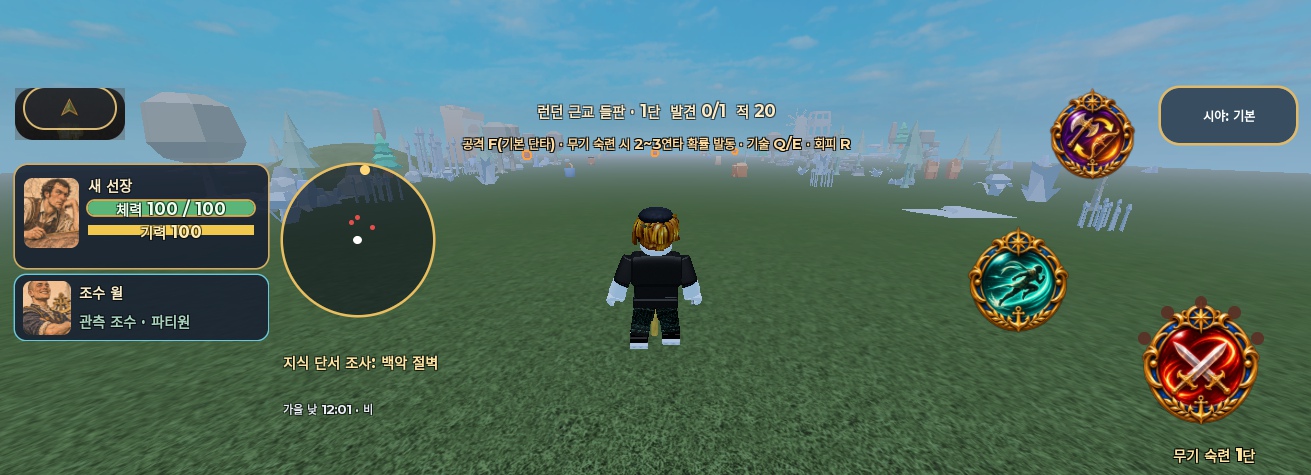 런던 근교 들판 · 1단 발견 0/1 적 20
공격 F(기본 단타) · 무기 숙련 시 2~3연타 확률 발동 · 기술 Q/E · 회피 R
시야: 기본
새 선장
체력 100 / 100
기력 100
조수 윌
관측 조수 · 파티원
지식 단서 조사: 백악 절벽
가을 낮 12:01 · 비
무기 숙련 1단